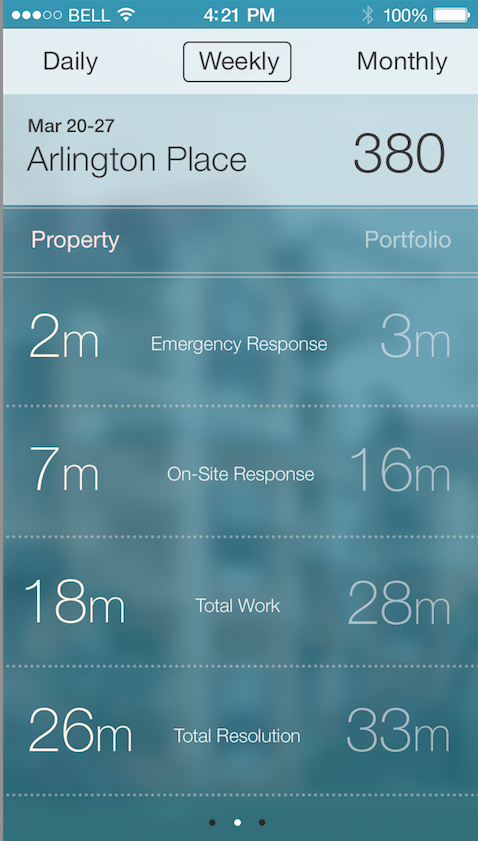 BELL 4:21 PM 100%
Daily Weekly Monthly
Mar 20-27
Arlington Place 380
Property Portfolio
2m Emergency Response 3m
7m On-Site Response 16m
18m Total Work 28m
26m Total Resolution 33m